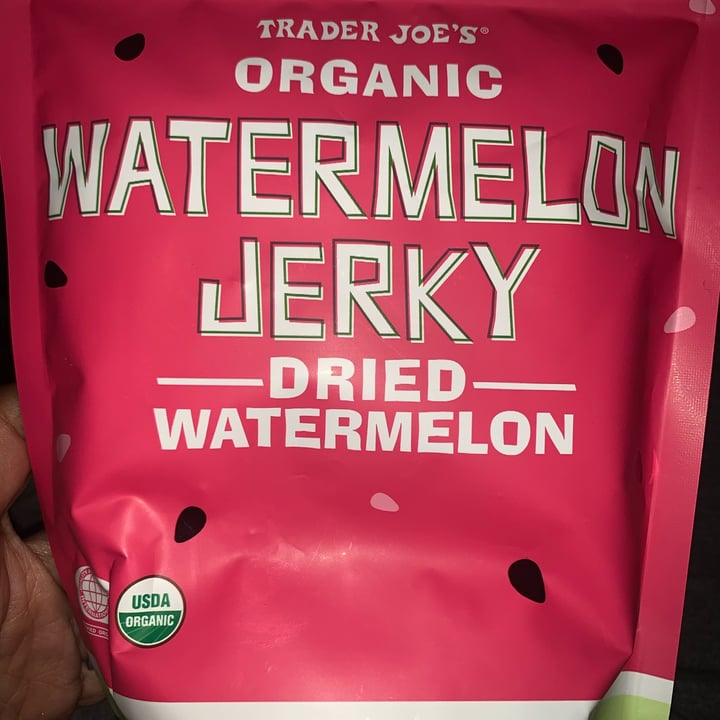 TRADER JOE'S®
ORGANIC
WATERMELON
JERKY
DRIED
WATERMELON
USDA
ORGANIC